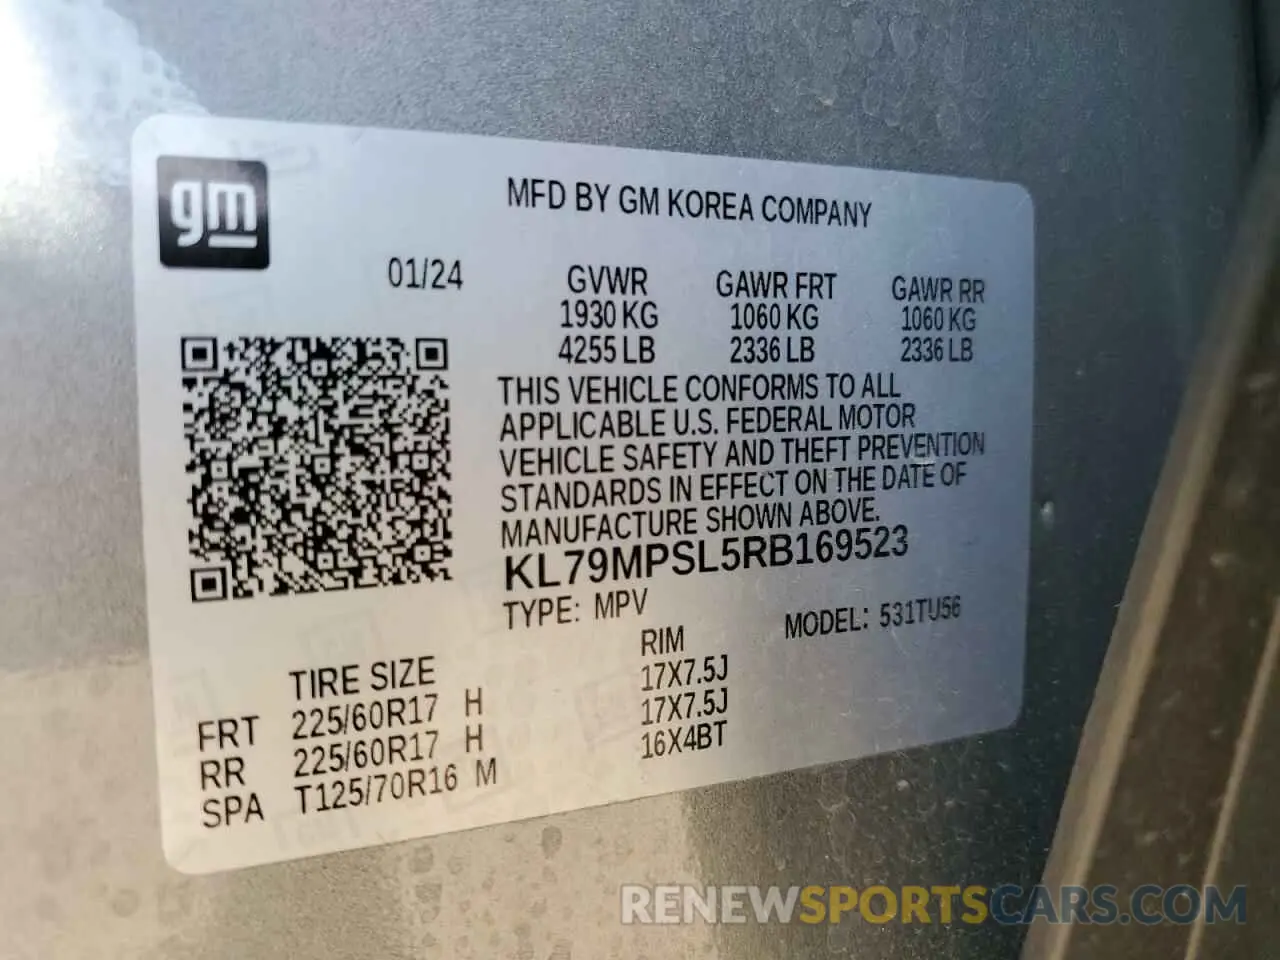 gm
MFD BY GM KOREA COMPANY
01/24
GVWR GAWR FRT GAWR RR
1930 KG 1060 KG 1060 KG
4255 LB 2336 LB 2336 LB
THIS VEHICLE CONFORMS TO ALL
APPLICABLE U.S. FEDERAL MOTOR
VEHICLE SAFETY AND THEFT PREVENTION
STANDARDS IN EFFECT ON THE DATE OF
MANUFACTURE SHOWN ABOVE.
KL79MPSL5RB169523
TYPE: MPV MODEL: 531TU56
TIRE SIZE RIM
FRT 225/60R17 H 17X7.5J
RR 225/60R17 H 17X7.5J
SPA T125/70R16 M 16X4BT
RENEWSPORTSCARS.COM